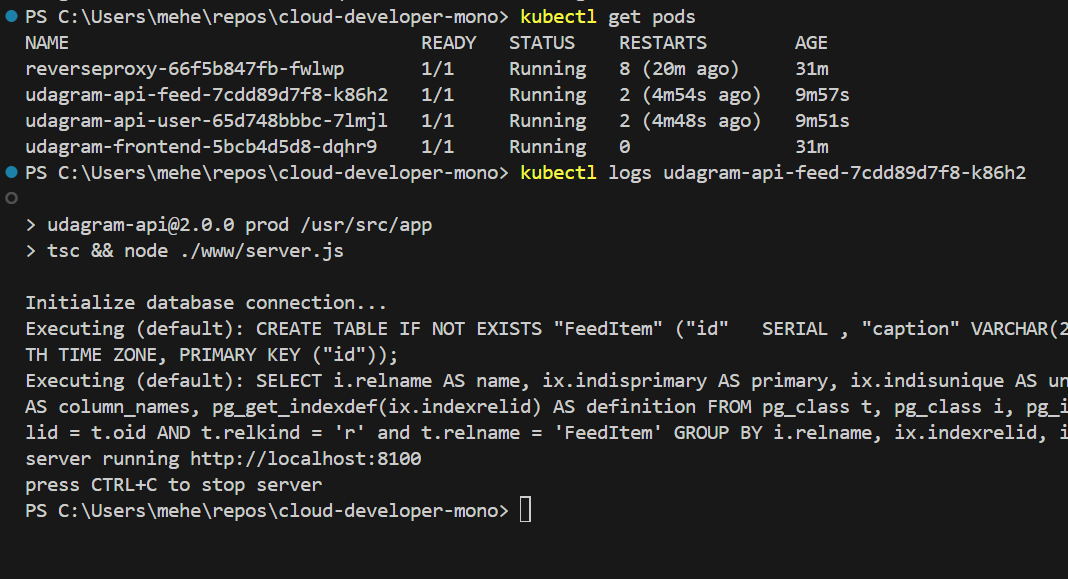 PS C:\Users\mehe\repos\cloud-developer-mono> kubectl get pods
NAME READY STATUS RESTARTS AGE
reverseproxy-66f5b847fb-fwlwp 1/1 Running 8 (20m ago) 31m
udagram-api-feed-7cdd89d7f8-k86h2 1/1 Running 2 (4m54s ago) 9m57s
udagram-api-user-65d748bbbc-7lmjl 1/1 Running 2 (4m48s ago) 9m51s
udagram-frontend-5bcb4d5d8-dqhr9 1/1 Running 0 31m
PS C:\Users\mehe\repos\cloud-developer-mono> kubectl logs udagram-api-feed-7cdd89d7f8-k86h2
> udagram-api@2.0.0 prod /usr/src/app
> tsc && node ./www/server.js
Initialize database connection...
Executing (default): CREATE TABLE IF NOT EXISTS "FeedItem" ("id" SERIAL , "caption" VARCHAR(2
TH TIME ZONE, PRIMARY KEY ("id"));
Executing (default): SELECT i.relname AS name, ix.indisprimary AS primary, ix.indisunique AS un
AS column_names, pg_get_indexdef(ix.indexrelid) AS definition FROM pg_class t, pg_class i, pg_i
lid = t.oid AND t.relkind = 'r' and t.relname = 'FeedItem' GROUP BY i.relname, ix.indexrelid, i
server running http://localhost:8100
press CTRL+C to stop server
PS C:\Users\mehe\repos\cloud-developer-mono>